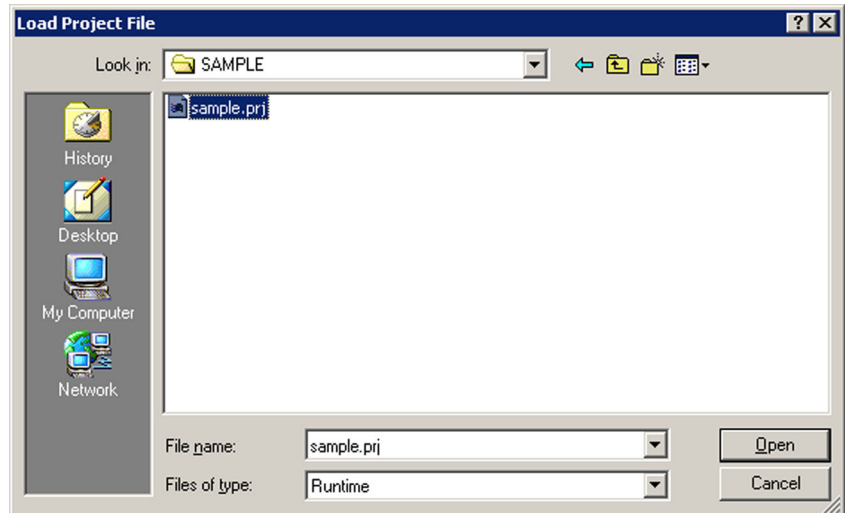 Load Project File
Look in: SAMPLE
sample.prj
History
Desktop
My Computer
Network
File name: sample.prj Open
Files of type: Runtime Cancel